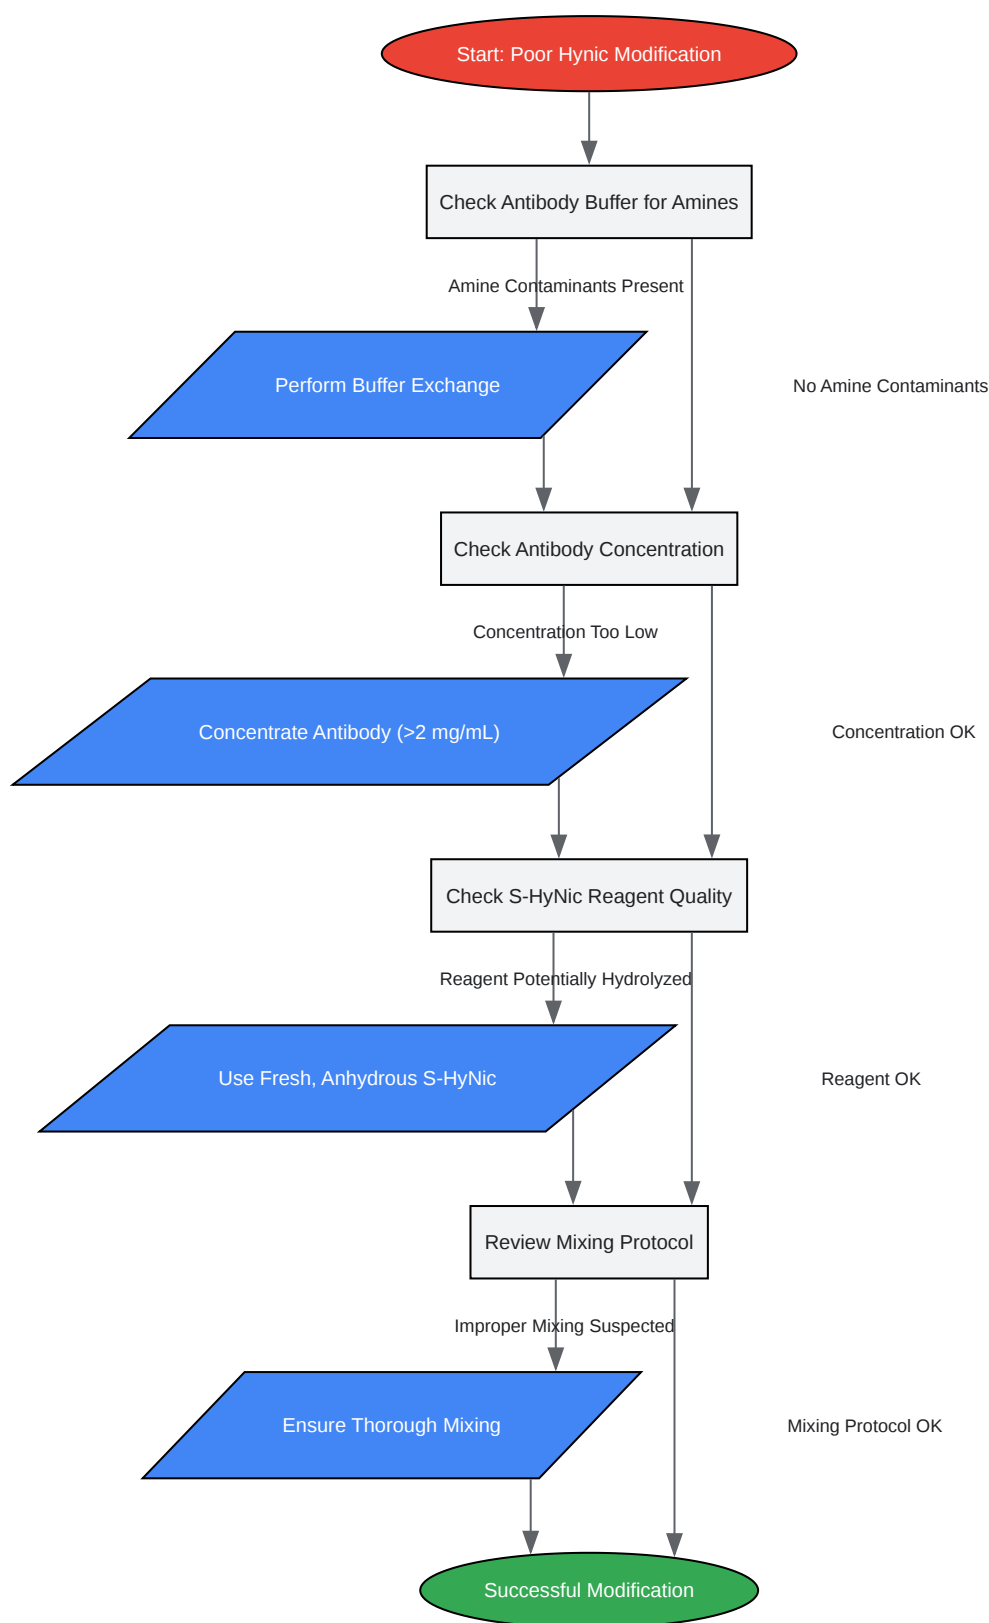 Start: Poor Hynic Modification
Check Antibody Buffer for Amines
Amine Contaminants Present
Perform Buffer Exchange
No Amine Contaminants
Check Antibody Concentration
Concentration Too Low
Concentrate Antibody (>2 mg/mL)
Concentration OK
Check S-HyNic Reagent Quality
Reagent Potentially Hydrolyzed
Use Fresh, Anhydrous S-HyNic
Reagent OK
Review Mixing Protocol
Improper Mixing Suspected
Ensure Thorough Mixing
Mixing Protocol OK
Successful Modification